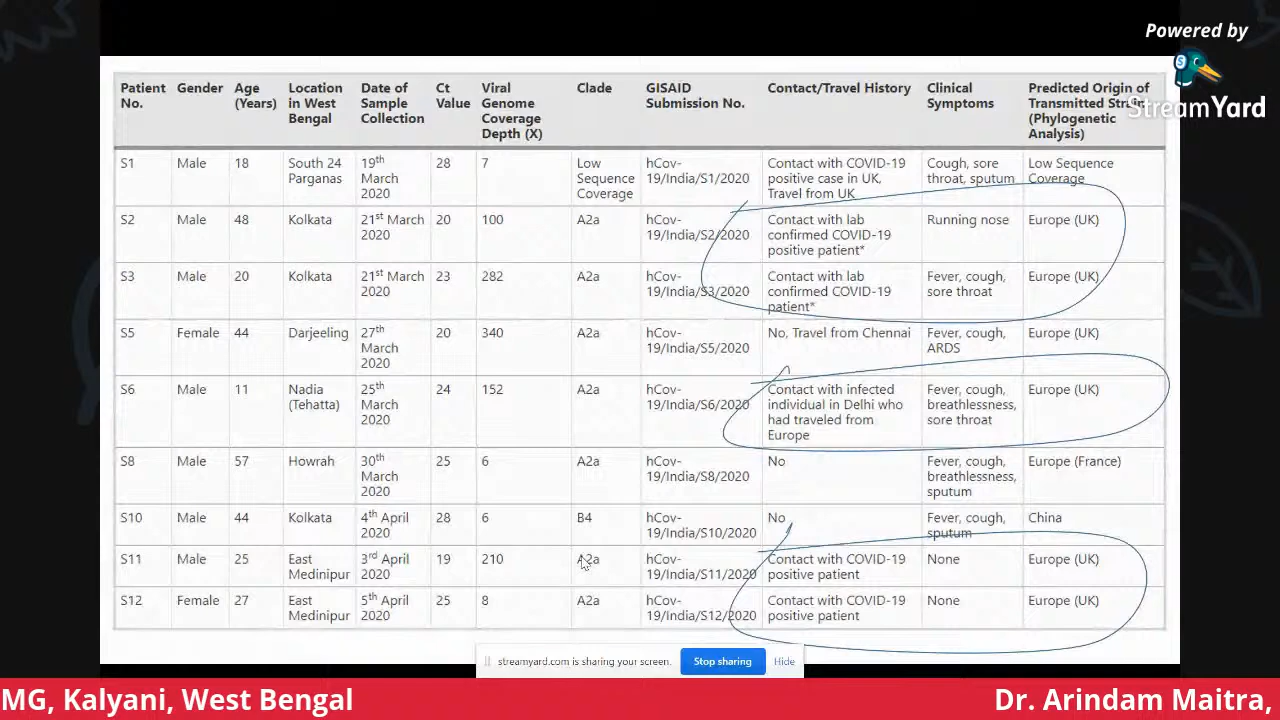 Powered by
StreamYard
Patient No. Gender Age (Years) Location in West Bengal Date of Sample Collection Ct Value Viral Genome Coverage Depth (X) Clade GISAID Submission No. Contact/Travel History Clinical Symptoms Predicted Origin of Transmitted Strain (Phylogenetic Analysis)
S1 Male 18 South 24 Parganas 19th March 2020 28 7 Low Sequence Coverage hCov-19/India/S1/2020 Contact with COVID-19 positive case in UK, Travel from UK Cough, sore throat, sputum Low Sequence Coverage
S2 Male 48 Kolkata 21st March 2020 20 100 A2a hCov-19/India/S2/2020 Contact with lab confirmed COVID-19 positive patient* Running nose Europe (UK)
S3 Male 20 Kolkata 21st March 2020 23 282 A2a hCov-19/India/S3/2020 Contact with lab confirmed COVID-19 patient* Fever, cough, sore throat Europe (UK)
S5 Female 44 Darjeeling 27th March 2020 20 340 A2a hCov-19/India/S5/2020 No, Travel from Chennai Fever, cough, ARDS Europe (UK)
S6 Male 11 Nadia (Tehatta) 25th March 2020 24 152 A2a hCov-19/India/S6/2020 Contact with infected individual in Delhi who had traveled from Europe Fever, cough, breathlessness, sore throat Europe (UK)
S8 Male 57 Howrah 30th March 2020 25 6 A2a hCov-19/India/S8/2020 No Fever, cough, breathlessness, sputum Europe (France)
S10 Male 44 Kolkata 4th April 2020 28 6 B4 hCov-19/India/S10/2020 No Fever, cough, sputum China
S11 Male 25 East Medinipur 3rd April 2020 19 210 A2a hCov-19/India/S11/2020 Contact with COVID-19 positive patient None Europe (UK)
S12 Female 27 East Medinipur 5th April 2020 25 8 A2a hCov-19/India/S12/2020 Contact with COVID-19 positive patient None Europe (UK)
streamyard.com is sharing your screen. Stop sharing Hide
MG, Kalyani, West Bengal Dr. Arindam Maitra,